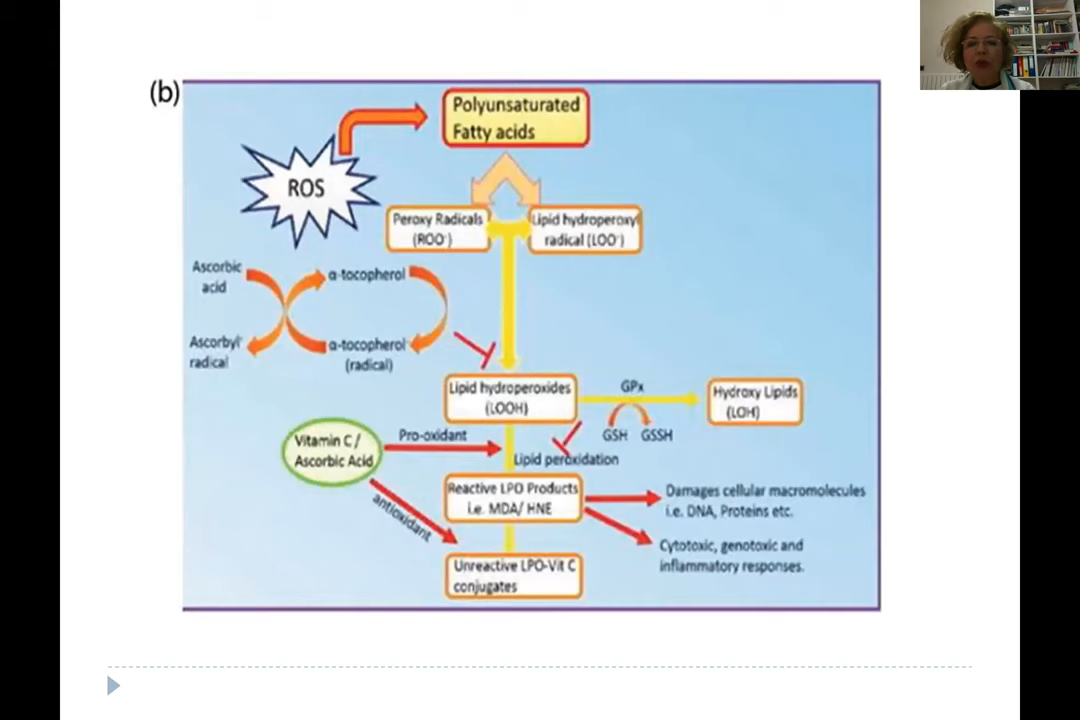 (b)
Polyunsaturated
Fatty acids
ROS
Peroxy Radicals
(ROO˙)
Lipid hydroperoxyl
radical (LOO˙)
Ascorbic
acid
α-tocopherol
Ascorbyl
radical
α-tocopherol
(radical)
Lipid hydroperoxides
(LOOH)
GPx
GSH GSSH
Hydroxy Lipids
(LOH)
Vitamin C /
Ascorbic Acid
Pro-oxidant
Lipid peroxidation
antioxidant
Reactive LPO Products
i.e. MDA/ HNE
Damages cellular macromolecules
i.e. DNA, Proteins etc.
Cytotoxic, genotoxic and
inflammatory responses.
Unreactive LPO-Vit C
conjugates